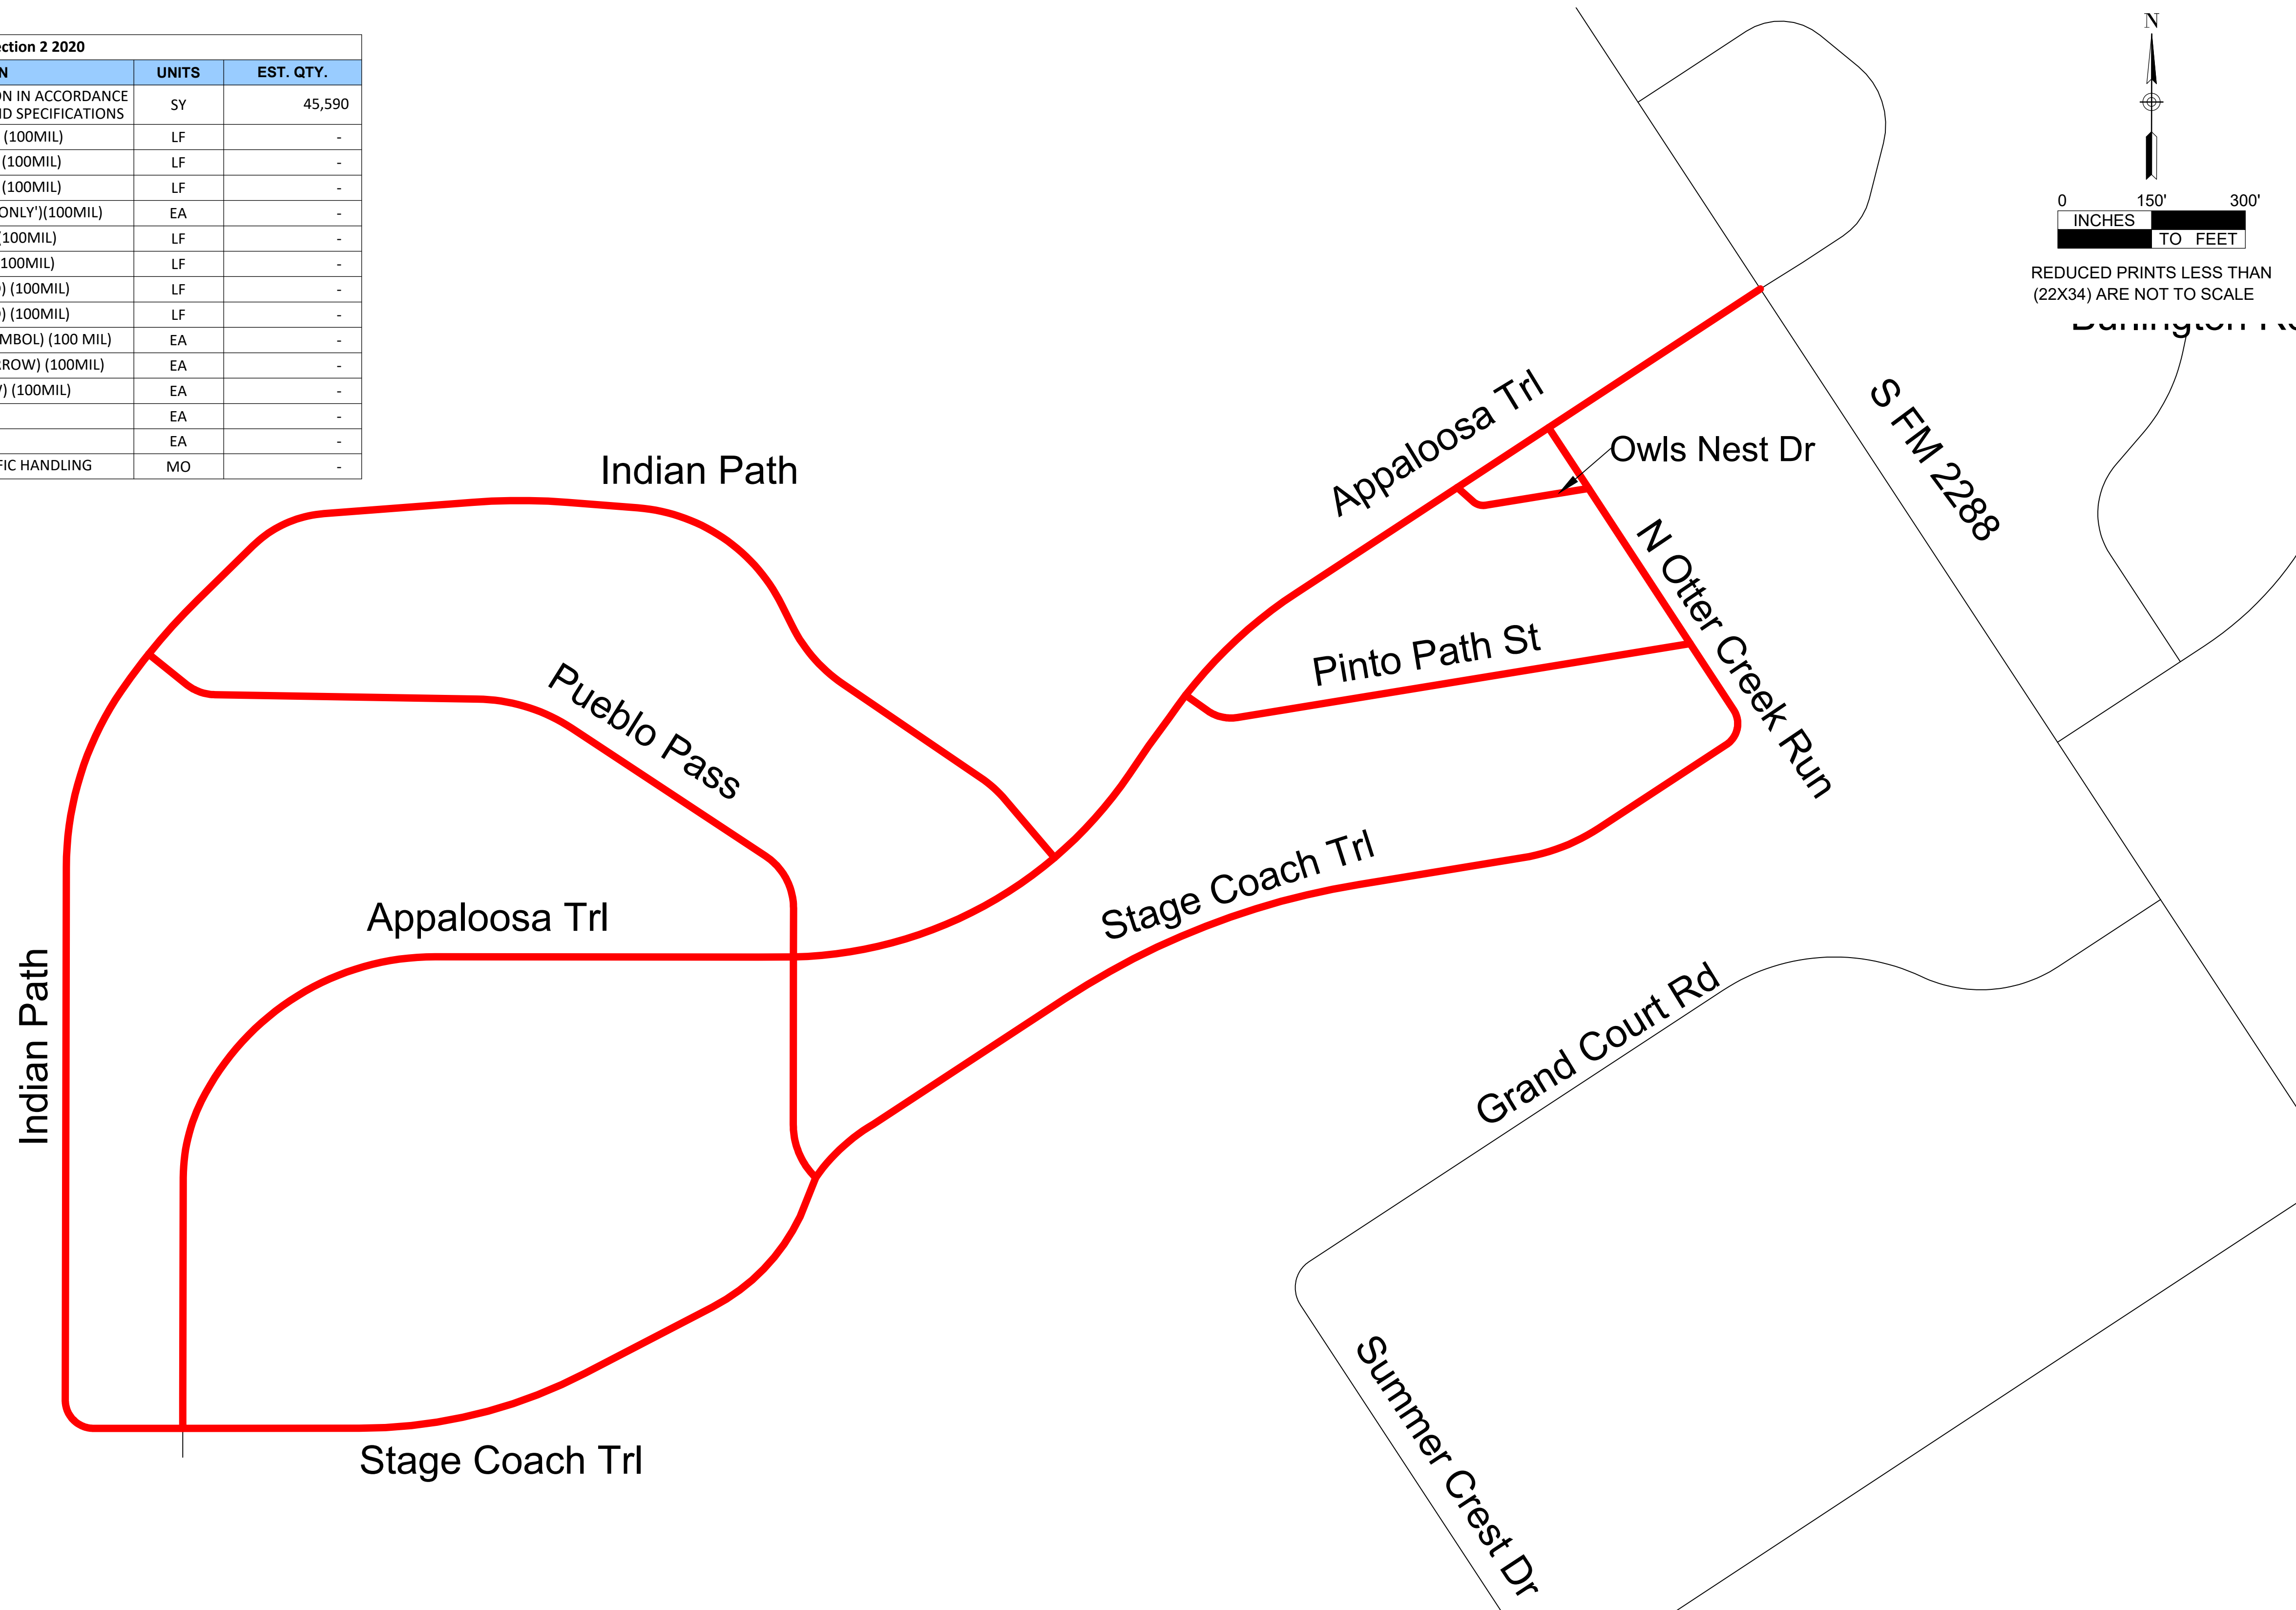 ection 2 2020
N UNITS EST. QTY.
ON IN ACCORDANCE
ND SPECIFICATIONS SY 45,590
(100MIL) LF -
(100MIL) LF -
(100MIL) LF -
ONLY')(100MIL) EA -
(100MIL) LF -
100MIL) LF -
) (100MIL) LF -
) (100MIL) LF -
MBOL) (100 MIL) EA -
RROW) (100MIL) EA -
) (100MIL) EA -
EA -
EA -
FIC HANDLING MO -
N
0 150' 300'
INCHES
TO FEET
REDUCED PRINTS LESS THAN
(22X34) ARE NOT TO SCALE
Indian Path
Appaloosa Trl
Owls Nest Dr
S FM 2288
N Otter Creek Run
Pinto Path St
Pueblo Pass
Stage Coach Trl
Appaloosa Trl
Indian Path
Grand Court Rd
Stage Coach Trl
Summer Crest Dr